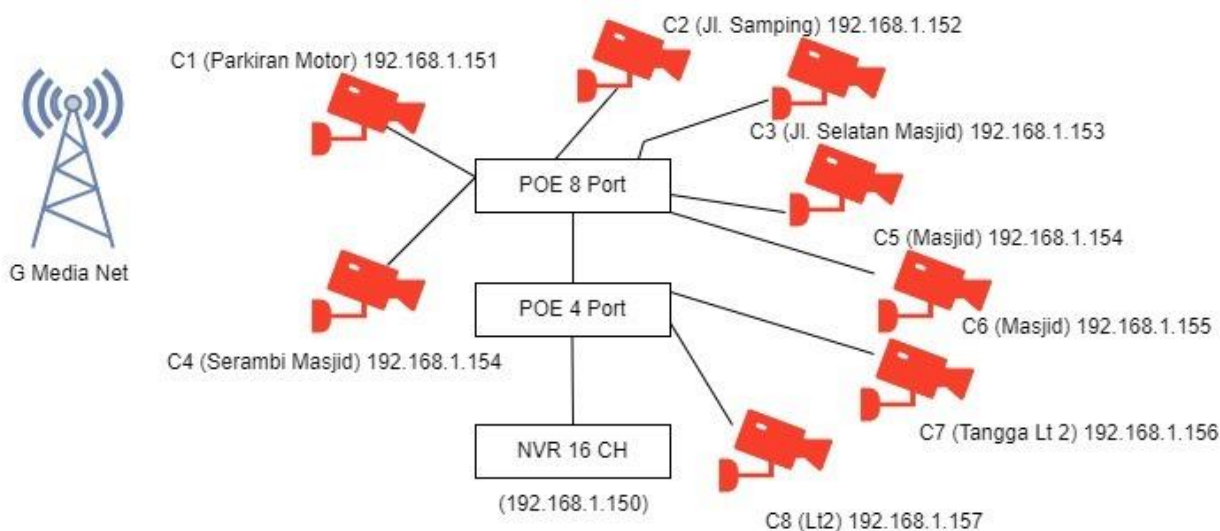 C2 (Jl. Samping) 192.168.1.152
C1 (Parkiran Motor) 192.168.1.151
C3 (Jl. Selatan Masjid) 192.168.1.153
POE 8 Port
C5 (Masjid) 192.168.1.154
G Media Net
POE 4 Port
C6 (Masjid) 192.168.1.155
C4 (Serambi Masjid) 192.168.1.154
C7 (Tangga Lt 2) 192.168.1.156
NVR 16 CH
(192.168.1.150)
C8 (Lt2) 192.168.1.157